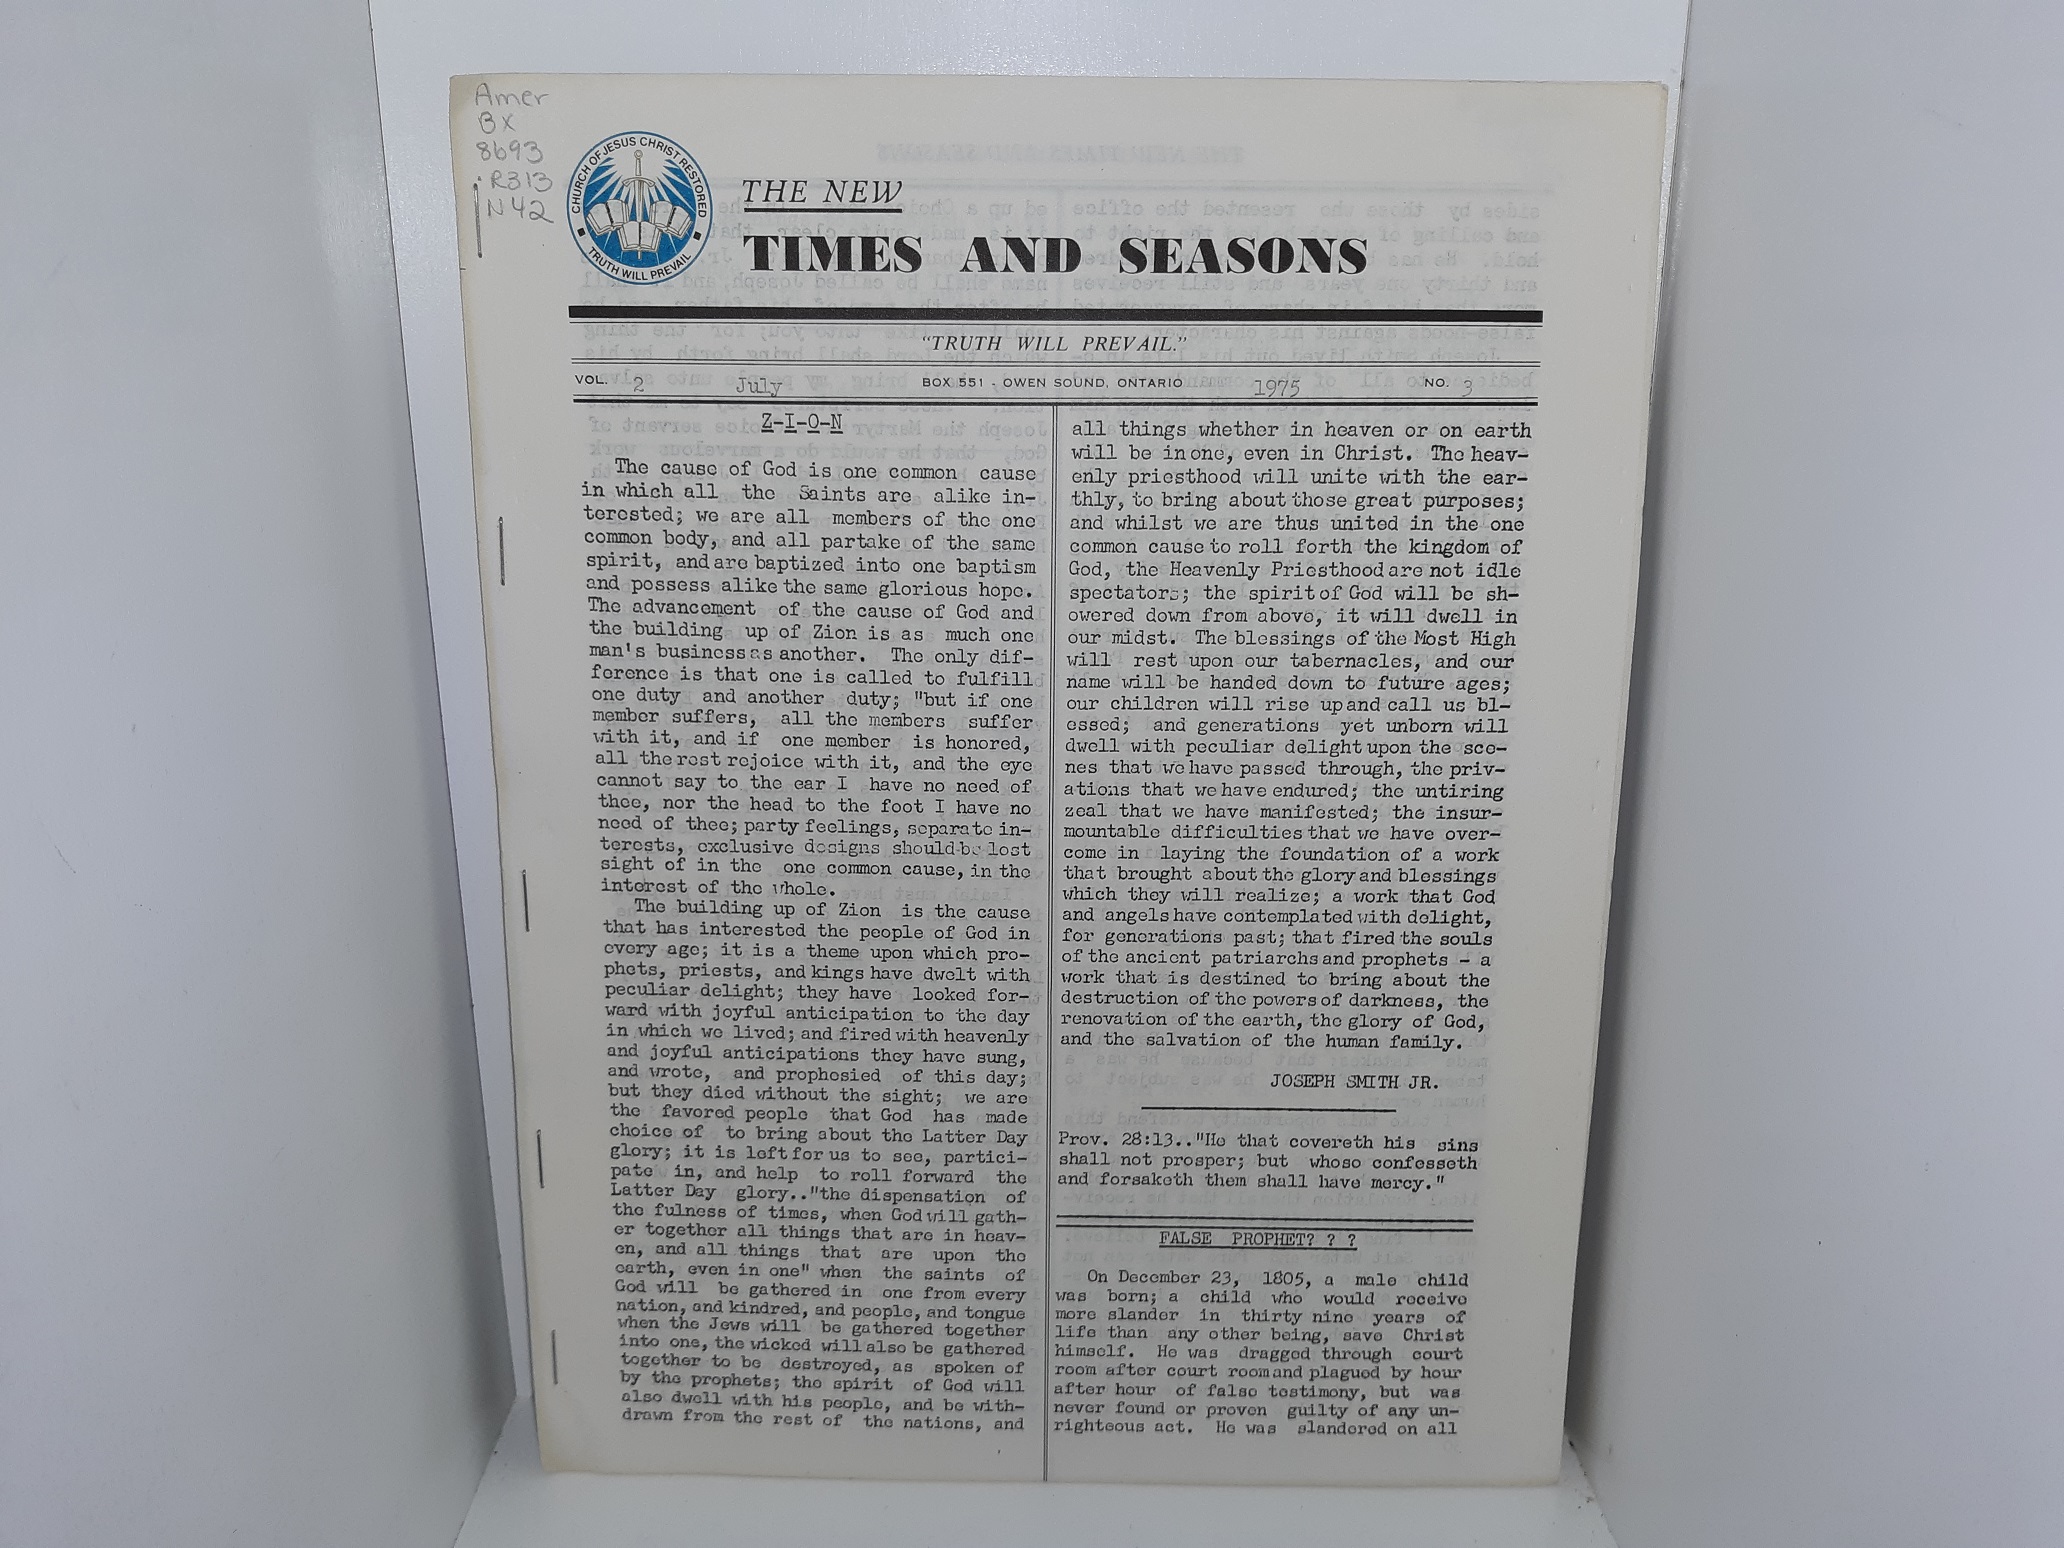 Amer
BX
8693
.R313
N42
CHURCH OF JESUS CHRIST RESTORED
TRUTH WILL PREVAIL
THE NEW
TIMES AND SEASONS
"TRUTH WILL PREVAIL."
VOL. 2 July BOX 551 - OWEN SOUND, ONTARIO 1975 NO. 3
Z-I-O-N
The cause of God is one common cause
in which all the Saints are alike in-
terested; we are all members of the one
common body, and all partake of the same
spirit, and are baptized into one baptism
and possess alike the same glorious hope.
The advancement of the cause of God and
the building up of Zion is as much one
man's business as another. The only dif-
ference is that one is called to fulfill
one duty and another duty; "but if one
member suffers, all the members suffer
with it, and if one member is honored,
all the rest rejoice with it, and the eye
cannot say to the ear I have no need of
thee, nor the head to the foot I have no
need of thee; party feelings, separate in-
terests, exclusive designs should be lost
sight of in the one common cause, in the
interest of the whole.
The building up of Zion is the cause
that has interested the people of God in
every age; it is a theme upon which pro-
phets, priests, and kings have dwelt with
peculiar delight; they have looked for-
ward with joyful anticipation to the day
in which we lived; and fired with heavenly
and joyful anticipations they have sung,
and wrote, and prophesied of this day;
but they died without the sight; we are
the favored people that God has made
choice of to bring about the Latter Day
glory; it is left for us to see, partici-
pate in, and help to roll forward the
Latter Day glory.."the dispensation of
the fulness of times, when God will gath-
er together all things that are in heav-
en, and all things that are upon the
earth, even in one" when the saints of
God will be gathered in one from every
nation, and kindred, and people, and tongue
when the Jews will be gathered together
into one, the wicked will also be gathered
together to be destroyed, as spoken of
by the prophets; the spirit of God will
also dwell with his people, and be with-
drawn from the rest of the nations, and
all things whether in heaven or on earth
will be in one, even in Christ. The heav-
enly priesthood will unite with the ear-
thly, to bring about those great purposes;
and whilst we are thus united in the one
common cause to roll forth the kingdom of
God, the Heavenly Priesthood are not idle
spectators; the spirit of God will be sh-
owered down from above, it will dwell in
our midst. The blessings of the Most High
will rest upon our tabernacles, and our
name will be handed down to future ages;
our children will rise up and call us bl-
essed; and generations yet unborn will
dwell with peculiar delight upon the sce-
nes that we have passed through, the priv-
ations that we have endured; the untiring
zeal that we have manifested; the insur-
mountable difficulties that we have over-
come in laying the foundation of a work
that brought about the glory and blessings
which they will realize; a work that God
and angels have contemplated with delight,
for generations past; that fired the souls
of the ancient patriarchs and prophets - a
work that is destined to bring about the
destruction of the powers of darkness, the
renovation of the earth, the glory of God,
and the salvation of the human family.
JOSEPH SMITH JR.
Prov. 28:13.."He that covereth his sins
shall not prosper; but whoso confesseth
and forsaketh them shall have mercy."
FALSE PROPHET? ? ?
On December 23, 1805, a male child
was born; a child who would receive
more slander in thirty nine years of
life than any other being, save Christ
himself. He was dragged through court
room after court room and plagued by hour
after hour of false testimony, but was
never found or proven guilty of any un-
righteous act. He was slandered on all